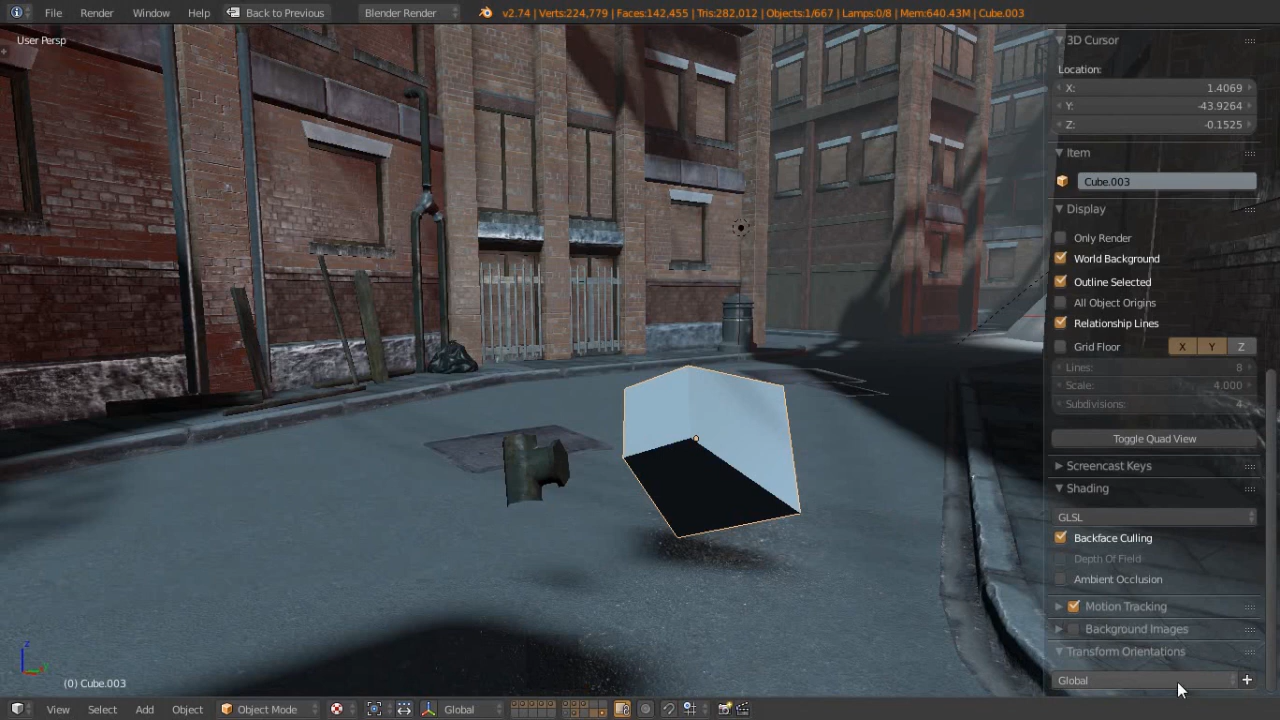 File Render Window Help Back to Previous Blender Render v2.74 | Verts:224,779 | Faces:142,455 | Tris:282,012 | Objects:1/667 | Lamps:0/8 | Mem:640.43M | Cube.003
User Persp
3D Cursor
Location:
X: 1.4069
Y: -43.9264
Z: -0.1525
Item
Cube.003
Display
Only Render
World Background
Outline Selected
All Object Origins
Relationship Lines
Grid Floor X Y Z
Lines: 8
Scale: 4.000
Subdivisions: 4
Toggle Quad View
Screencast Keys
Shading
GLSL
Backface Culling
Depth Of Field
Ambient Occlusion
Motion Tracking
Background Images
Transform Orientations
Global
z
(0) Cube.003
View Select Add Object Object Mode Global